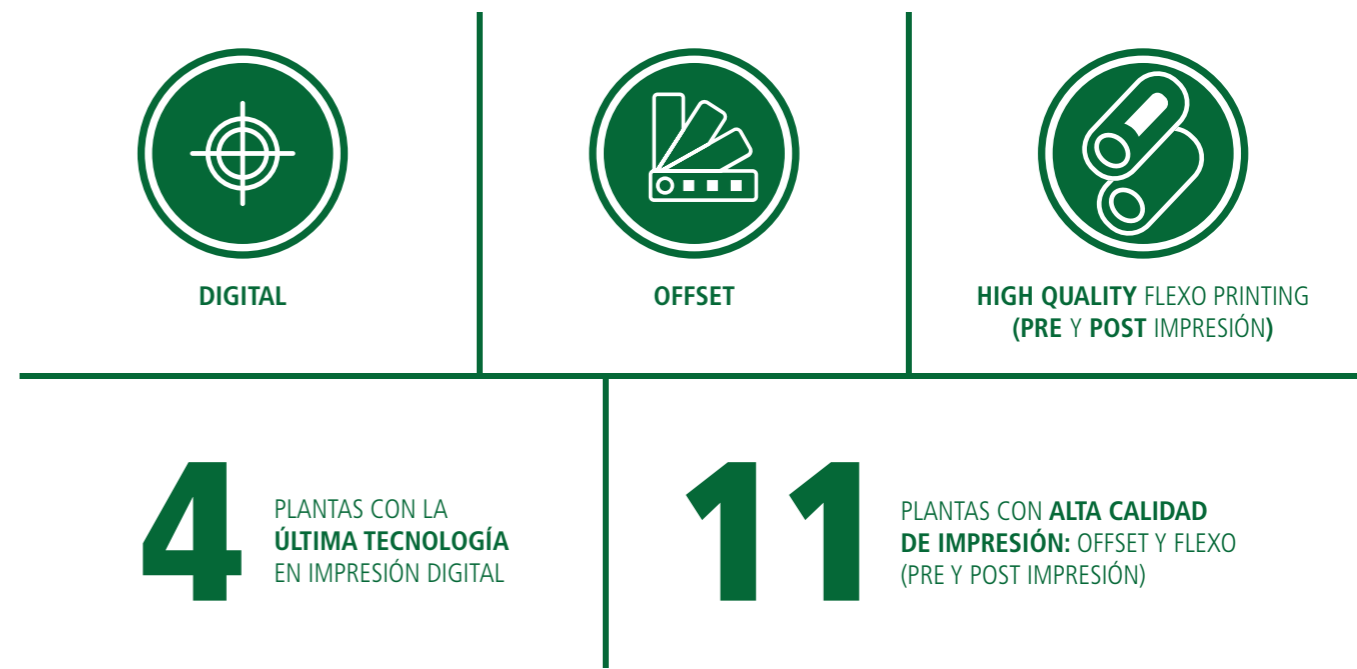 DIGITAL
OFFSET
HIGH QUALITY FLEXO PRINTING
(PRE Y POST IMPRESIÓN)
4
PLANTAS CON LA
ÚLTIMA TECNOLOGÍA
EN IMPRESIÓN DIGITAL
11
PLANTAS CON ALTA CALIDAD
DE IMPRESIÓN: OFFSET Y FLEXO
(PRE Y POST IMPRESIÓN)